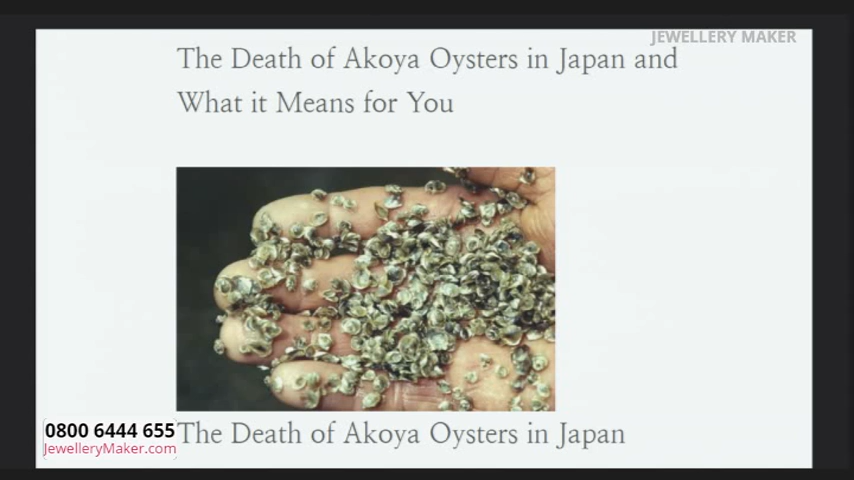 JEWELLERY MAKER
The Death of Akoya Oysters in Japan and
What it Means for You
0800 6444 655
JewelleryMaker.com
The Death of Akoya Oysters in Japan